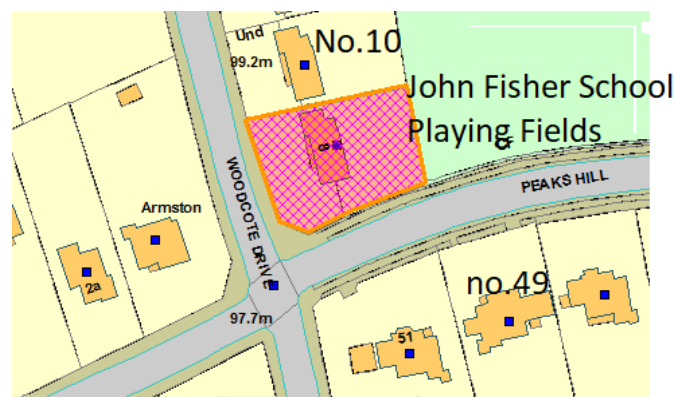 Und
No.10
99.2m
John Fisher School
Playing Fields
8
WOODCOTE DRIVE
PEAKS HILL
Armston
2a
no.49
97.7m
51